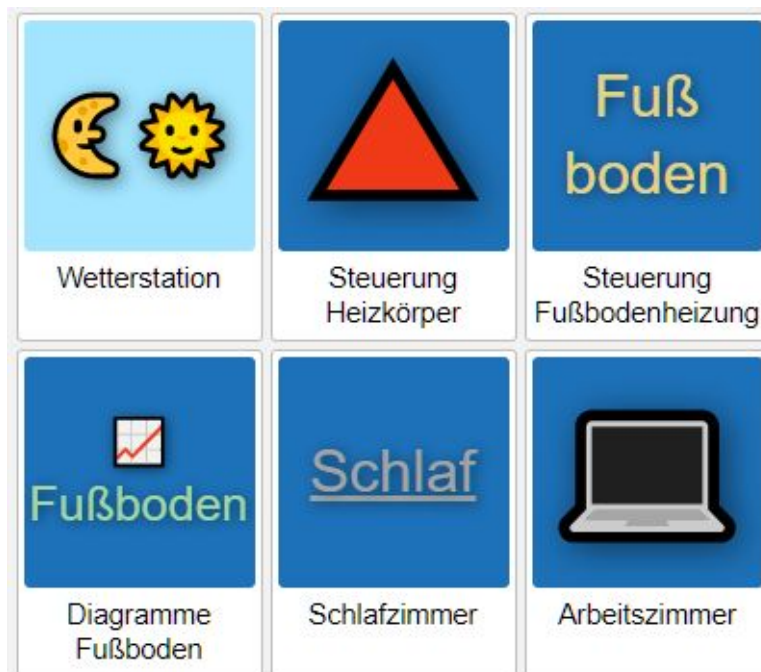 Fuß
boden
Wetterstation
Steuerung
Heizkörper
Steuerung
Fußbodenheizung
Fußboden
Schlaf
Diagramme
Fußboden
Schlafzimmer
Arbeitszimmer